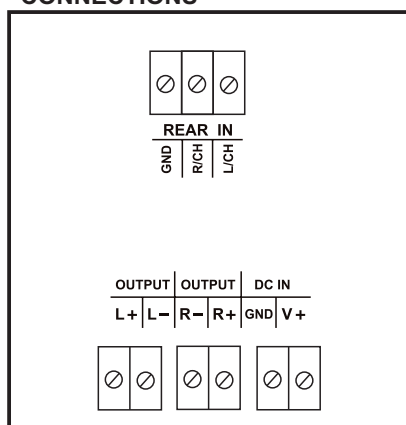 CONNECTIONS
REAR IN
GND R/CH L/CH
OUTPUT OUTPUT DC IN
L+ L- R- R+ GND V+